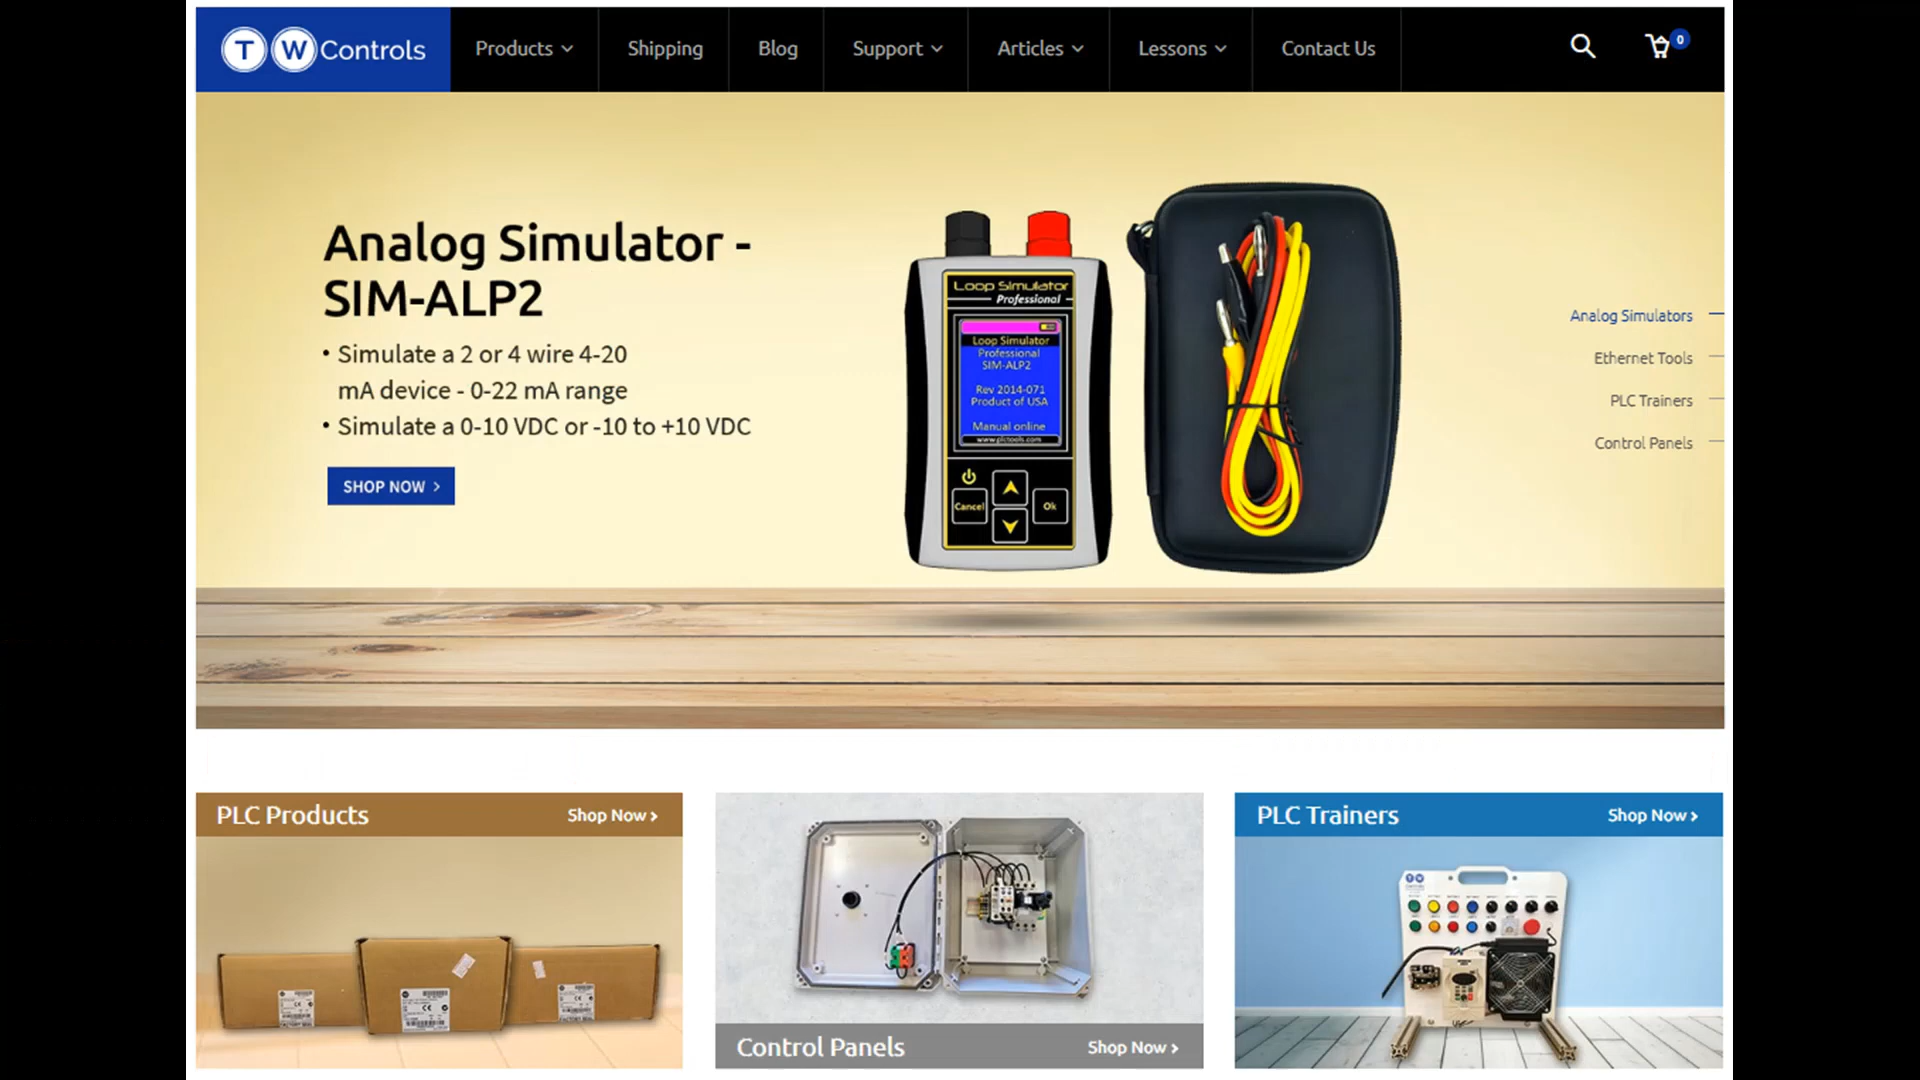 T W Controls
Products
Shipping
Blog
Support
Articles
Lessons
Contact Us
0
Analog Simulator -
SIM-ALP2
• Simulate a 2 or 4 wire 4-20
mA device - 0-22 mA range
• Simulate a 0-10 VDC or -10 to +10 VDC
SHOP NOW >
Loop Simulator
Professional
Loop Simulator
Professional
SIM-ALP2
Rev 2014-071
Product of USA
Manual online
www.plctools.com
Cancel
Ok
Analog Simulators
Ethernet Tools
PLC Trainers
Control Panels
PLC Products
Shop Now >
Control Panels
Shop Now >
PLC Trainers
Shop Now >
T W